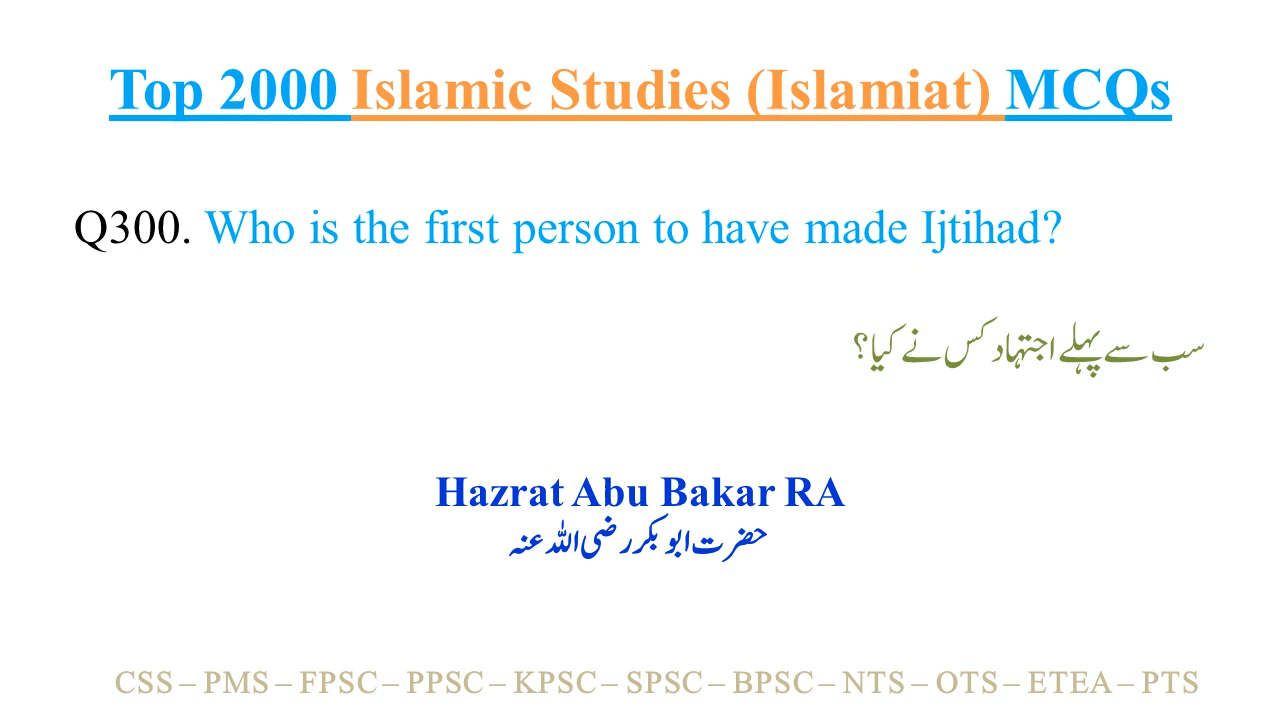 Top 2000 Islamic Studies (Islamiat) MCQs
Q300. Who is the first person to have made Ijtihad?
سب سے پہلے اجتہاد کس نے کیا؟
Hazrat Abu Bakar RA
حضرت ابو بکر رضی اللہ عنہ
CSS – PMS – FPSC – PPSC – KPSC – SPSC – BPSC – NTS – OTS – ETEA – PTS